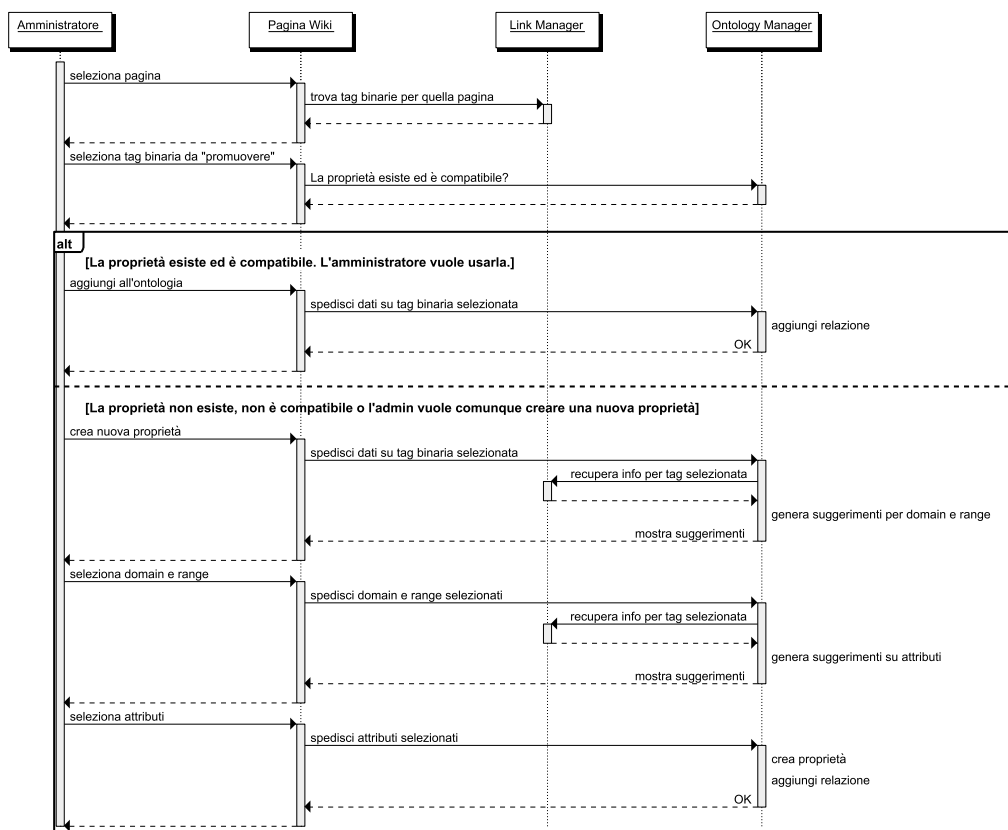 Amministratore
Pagina Wiki
Link Manager
Ontology Manager
seleziona pagina
trova tag binarie per quella pagina
seleziona tag binaria da "promuovere"
La proprietà esiste ed è compatibile?
alt
[La proprietà esiste ed è compatibile. L'amministratore vuole usarla.]
aggiungi all'ontologia
spedisci dati su tag binaria selezionata
aggiungi relazione
OK
[La proprietà non esiste, non è compatibile o l'admin vuole comunque creare una nuova proprietà]
crea nuova proprietà
spedisci dati su tag binaria selezionata
recupera info per tag selezionata
genera suggerimenti per domain e range
mostra suggerimenti
seleziona domain e range
spedisci domain e range selezionati
recupera info per tag selezionata
genera suggerimenti su attributi
mostra suggerimenti
seleziona attributi
spedisci attributi selezionati
crea proprietà
aggiungi relazione
OK